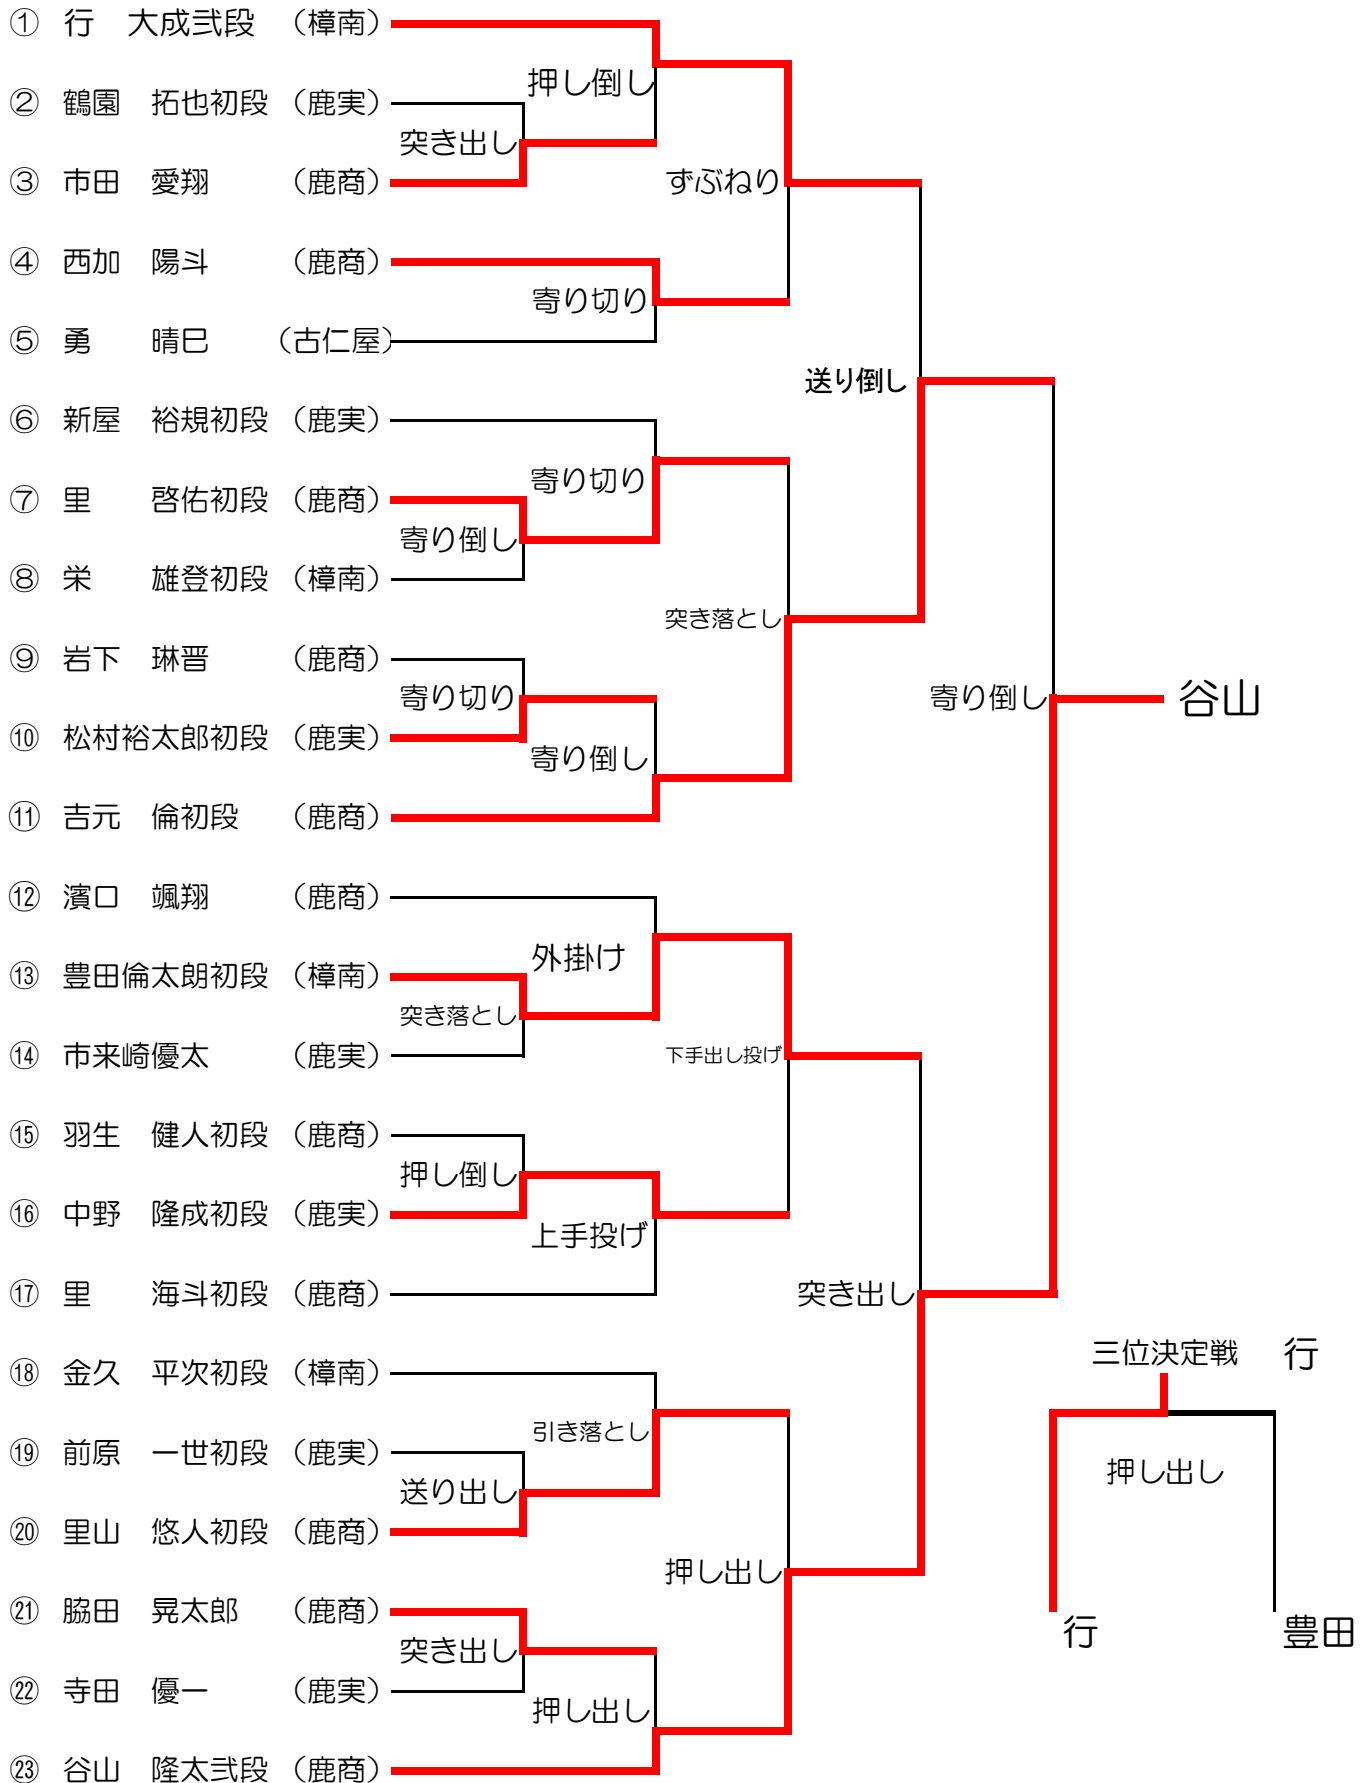 ① 行　大成弐段 （樟南）
押し倒し
② 鶴園　拓也初段 （鹿実）
突き出し
③ 市田　愛翔 （鹿商）
ずぶねり
④ 西加　陽斗 （鹿商）
寄り切り
⑤ 勇　晴巳 （古仁屋）
送り倒し
⑥ 新屋　裕規初段 （鹿実）
寄り切り
⑦ 里　啓佑初段 （鹿商）
寄り倒し
⑧ 栄　雄登初段 （樟南）
突き落とし
⑨ 岩下　琳晋 （鹿商）
寄り切り
寄り倒し
谷山
⑩ 松村裕太郎初段 （鹿実）
寄り倒し
⑪ 吉元　倫初段 （鹿商）
⑫ 濱口　颯翔 （鹿商）
外掛け
⑬ 豊田倫太朗初段 （樟南）
突き落とし
⑭ 市来崎優太 （鹿実）
下手出し投げ
⑮ 羽生　健人初段 （鹿商）
押し倒し
⑯ 中野　隆成初段 （鹿実）
上手投げ
⑰ 里　海斗初段 （鹿商）
突き出し
三位決定戦　行
⑱ 金久　平次初段 （樟南）
引き落とし
⑲ 前原　一世初段 （鹿実）
押し出し
送り出し
⑳ 里山　悠人初段 （鹿商）
押し出し
㉑ 脇田　晃太郎 （鹿商）
行
豊田
突き出し
㉒ 寺田　優一 （鹿実）
押し出し
㉓ 谷山　隆太弐段 （鹿商）